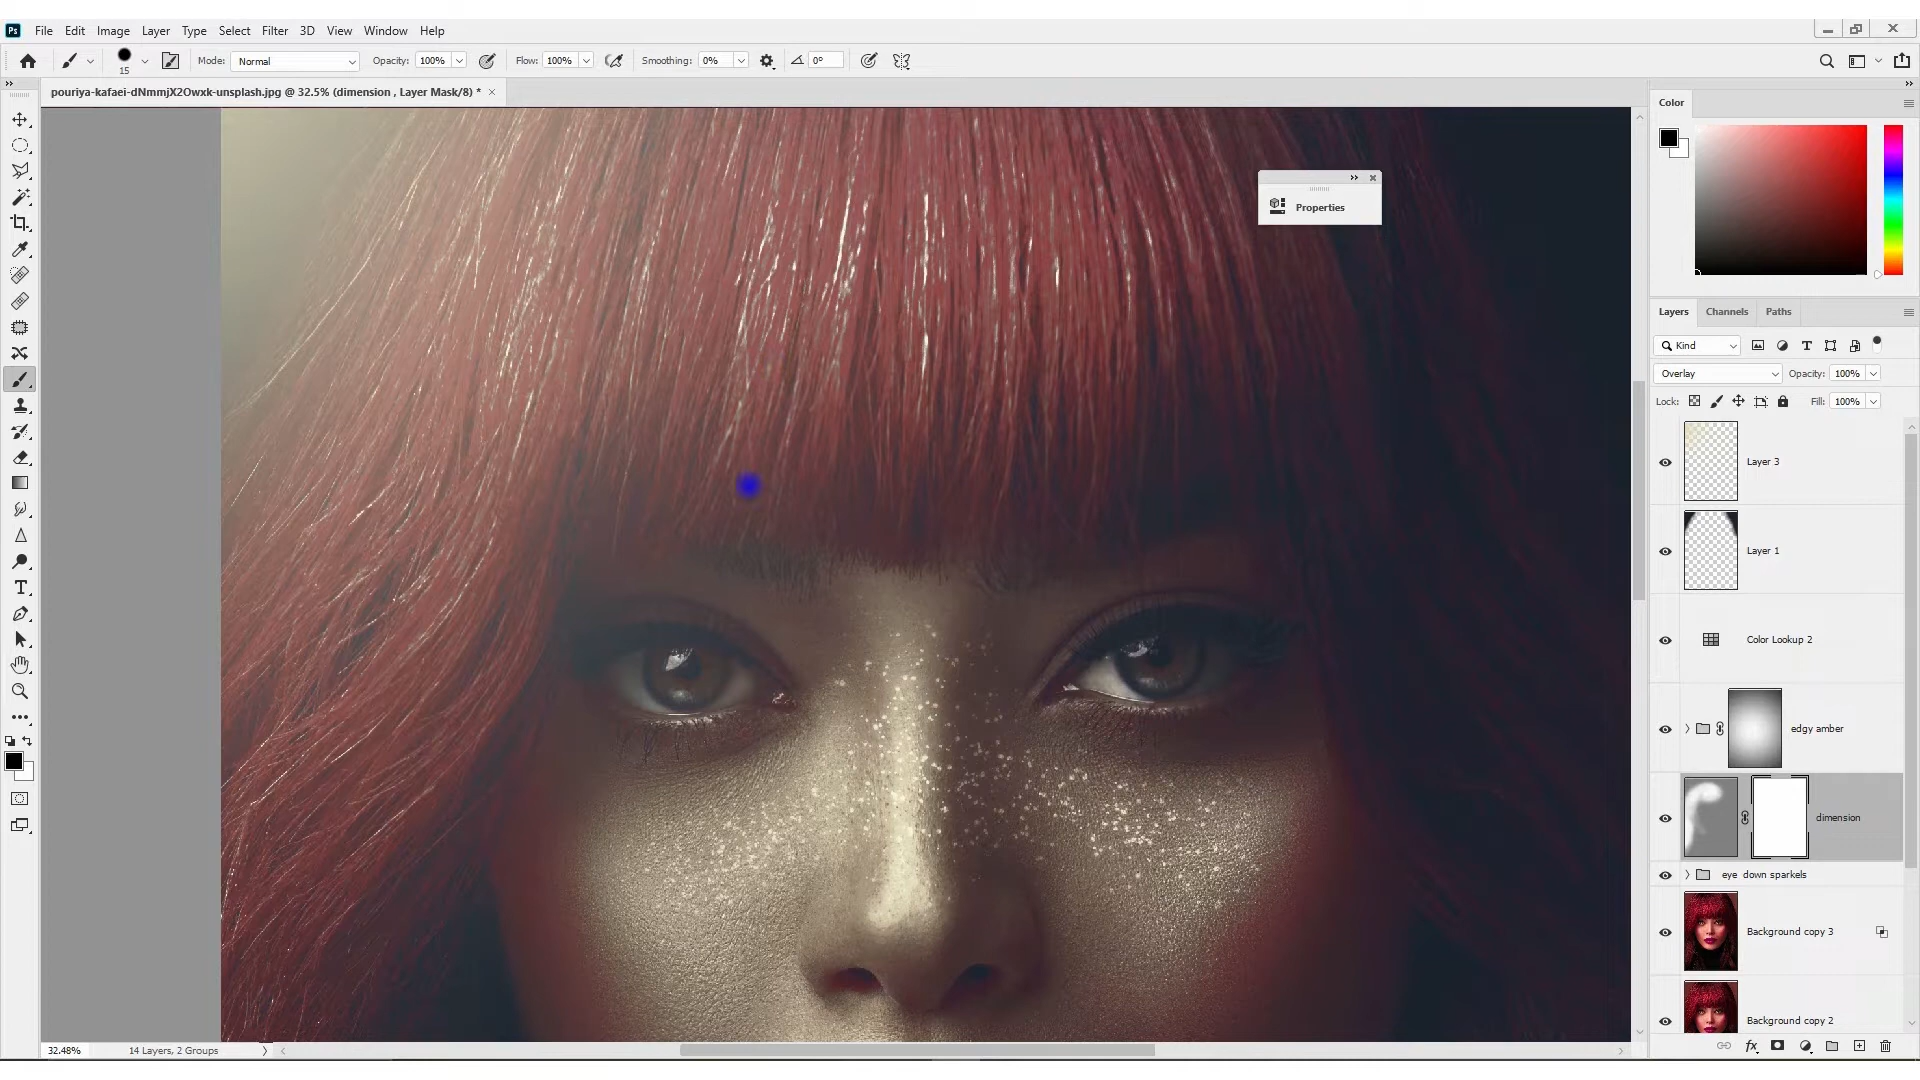 Ps File Edit Image Layer Type Select Filter 3D View Window Help
15 Mode: Normal Opacity: 100% Flow: 100% Smoothing: 0% 0°
pouriya-kafaei-dNmmjX2Owxk-unsplash.jpg @ 32.5% (dimension , Layer Mask/8) *
Color
Properties
Layers Channels Paths
Kind
Overlay Opacity: 100%
Lock: Fill: 100%
Layer 3
Layer 1
Color Lookup 2
edgy amber
dimension
eye down sparkels
Background copy 3
Background copy 2
32.48% 14 Layers, 2 Groups